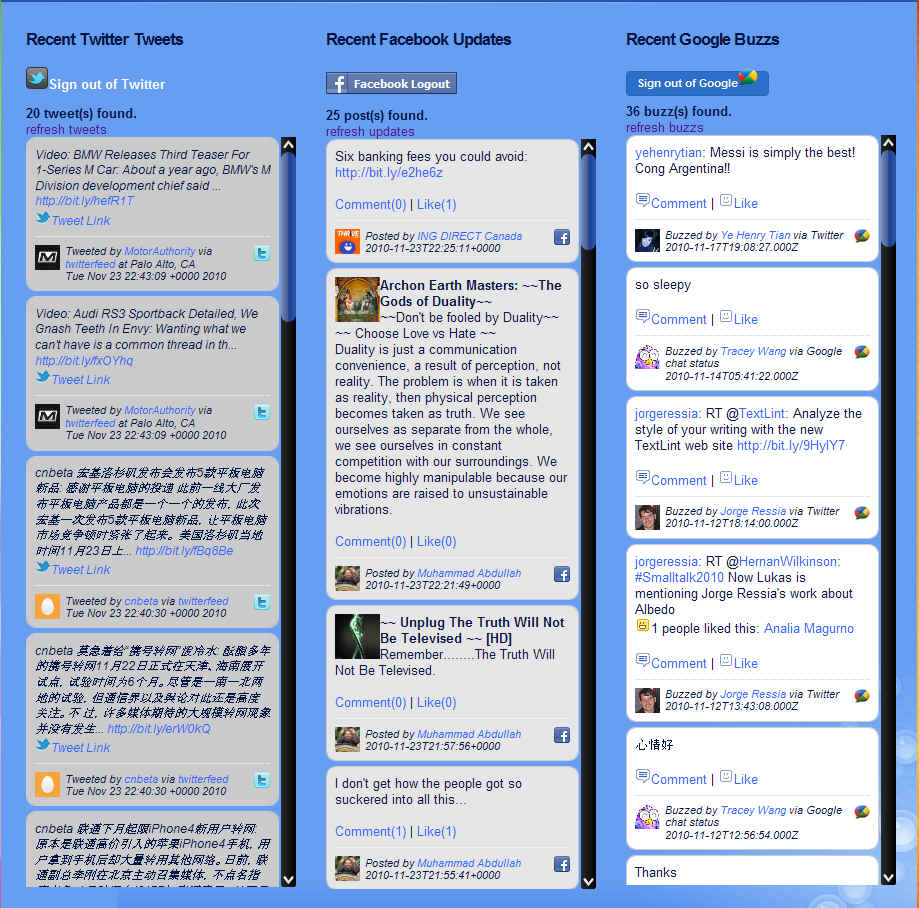 Recent Twitter Tweets
Sign out of Twitter
20 tweet(s) found.
refresh tweets
Video: BMW Releases Third Teaser For
1-Series M Car: About a year ago, BMW's M
Division development chief said ...
http://bit.ly/hefR1T
Tweet Link
Tweeted by MotorAuthority via
twitterfeed at Palo Alto, CA
Tue Nov 23 22:43:09 +0000 2010
Video: Audi RS3 Sportback Detailed, We
Gnash Teeth In Envy: Wanting what we
can't have is a common thread in th...
http://bit.ly/fxOYhq
Tweet Link
Tweeted by MotorAuthority via
twitterfeed at Palo Alto, CA
Tue Nov 23 22:43:09 +0000 2010
cnbeta 宏基洛杉矶发布会发布5款平板电脑
新品: 感谢平板电脑的投递 此前一线大厂发
布平板电脑产品都是一个一个的发布, 此次
宏基一次发布5款平板电脑新品, 让平板电脑
市场竞争顿时紧张了起来。美国洛杉矶当地
时间11月23日上... http://bit.ly/fBq8Be
Tweet Link
Tweeted by cnbeta via twitterfeed
Tue Nov 23 22:40:30 +0000 2010
cnbeta 莫急着给"携号转网"泼冷水: 酝酿多年
的携号转网11月22日正式在天津、海南展开
试点, 试验时间为6个月。尽管是一南一北两
地的试验, 但通信界以及舆论对此还是高度
关注。不过, 许多媒体期待的大规模转网现象
并没有发生... http://bit.ly/erW0kQ
Tweet Link
Tweeted by cnbeta via twitterfeed
Tue Nov 23 22:40:30 +0000 2010
cnbeta 联通下月起限iPhone4新用户转网:
原本是联通高价引入的苹果iPhone4手机, 用
户拿到手机后却大量转用其他网络。日前, 联
通副总李刚在北京主动召集媒体, 不点名指
Recent Facebook Updates
Facebook Logout
25 post(s) found.
refresh updates
Six banking fees you could avoid:
http://bit.ly/e2he6z
Comment(0) | Like(1)
THRIVE
Posted by ING DIRECT Canada
2010-11-23T22:25:11+0000
Archon Earth Masters: ~~The
Gods of Duality~~
~~Don't be fooled by Duality~~
~~ Choose Love vs Hate ~~
Duality is just a communication
convenience, a result of perception, not
reality. The problem is when it is taken
as reality, then physical perception
becomes taken as truth. We see
ourselves as separate from the whole,
we see ourselves in constant
competition with our surroundings. We
become highly manipulable because our
emotions are raised to unsustainable
vibrations.
Comment(0) | Like(0)
Posted by Muhammad Abdullah
2010-11-23T22:21:49+0000
~~ Unplug The Truth Will Not
Be Televised ~~ [HD]
Remember........The Truth Will
Not Be Televised.
Comment(0) | Like(0)
Posted by Muhammad Abdullah
2010-11-23T21:57:56+0000
I don't get how the people got so
suckered into all this...
Comment(1) | Like(0)
Posted by Muhammad Abdullah
2010-11-23T21:55:41+0000
Recent Google Buzzs
Sign out of Google
36 buzz(s) found.
refresh buzzs
yehenrytian: Messi is simply the best!
Cong Argentina!!
Comment | Like
Buzzed by Ye Henry Tian via Twitter
2010-11-17T19:08:27.000Z
so sleepy
Comment | Like
Buzzed by Tracey Wang via Google
chat status
2010-11-14T05:41:22.000Z
jorgeressia: RT @TextLint: Analyze the
style of your writing with the new
TextLint web site http://bit.ly/9HylY7
Comment | Like
Buzzed by Jorge Ressia via Twitter
2010-11-12T18:14:00.000Z
jorgeressia: RT @HernanWilkinson:
#Smalltalk2010 Now Lukas is
mentioning Jorge Ressia's work about
Albedo
1 people liked this: Analia Magurno
Comment | Like
Buzzed by Jorge Ressia via Twitter
2010-11-12T13:43:08.000Z
心情好
Comment | Like
Buzzed by Tracey Wang via Google
chat status
2010-11-12T12:56:54.000Z
Thanks